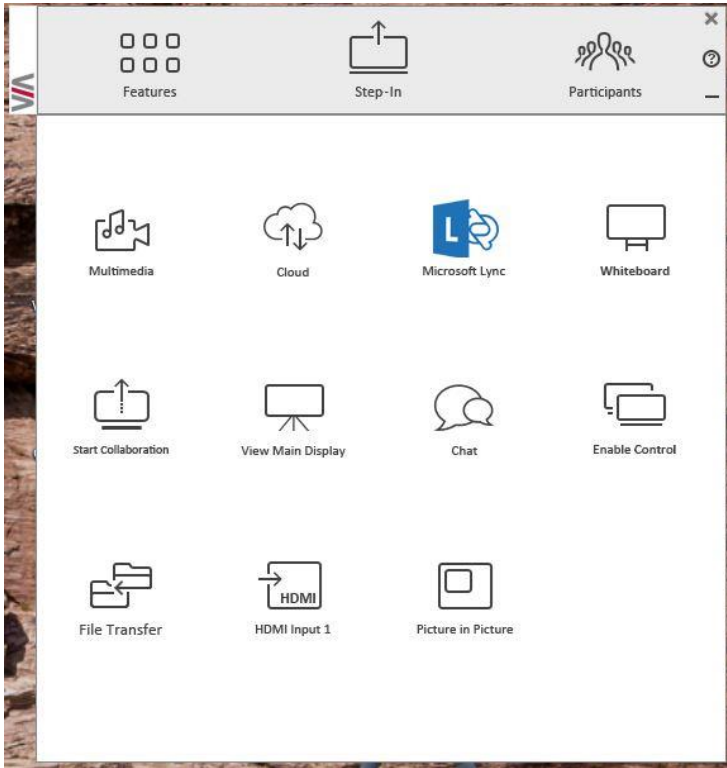 VIA
Features
Step-In
Participants
Multimedia
Cloud
L
Microsoft Lync
Whiteboard
Start Collaboration
View Main Display
Chat
Enable Control
File Transfer
HDMI
HDMI Input 1
Picture in Picture